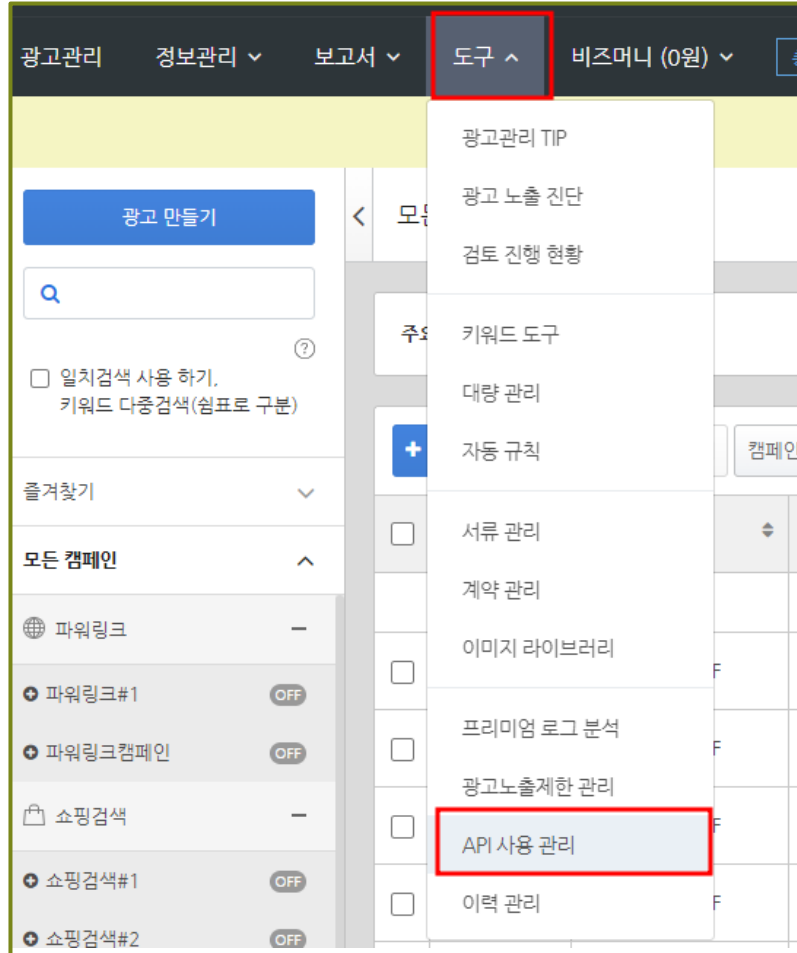 광고관리 정보관리 보고서 도구 비즈머니 (0원)
광고관리 TIP
광고 노출 진단
검토 진행 현황
키워드 도구
대량 관리
자동 규칙
서류 관리
계약 관리
이미지 라이브러리
프리미엄 로그 분석
광고노출제한 관리
API 사용 관리
이력 관리
광고 만들기
일치검색 사용 하기,
키워드 다중검색(쉼표로 구분)
즐겨찾기
모든 캠페인
파워링크
파워링크#1 OFF
파워링크캠페인 OFF
쇼핑검색
쇼핑검색#1 OFF
쇼핑검색#2 OFF
F
F
F
F